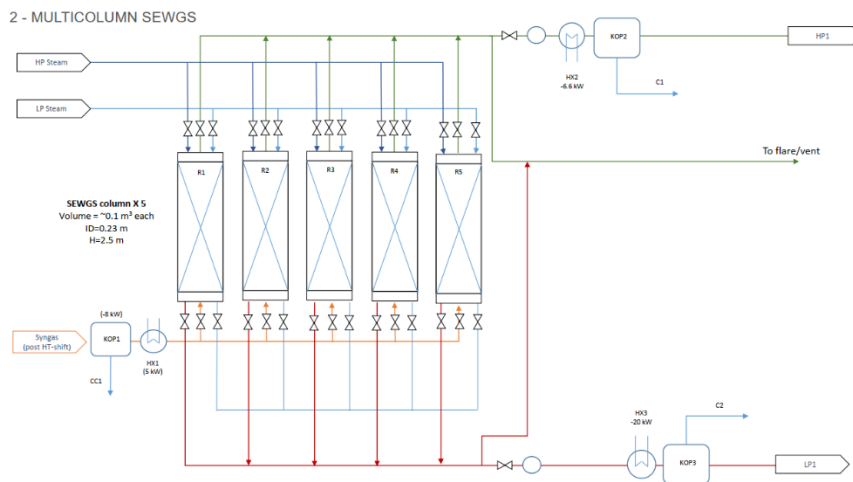 2 - MULTICOLUMN SEWGS
HP Steam
LP Steam
HX2
-6.6 kW
KOP2
HP1
C1
To flare/vent
R1
R2
R3
R4
R5
SEWGS column X 5
Volume = ~0.1 m³ each
ID=0.23 m
H=2.5 m
(-8 kW)
Syngas
(post HT-shift)
KOP1
HX1
(5 kW)
CC1
C2
HX3
-20 kW
KOP3
LP1